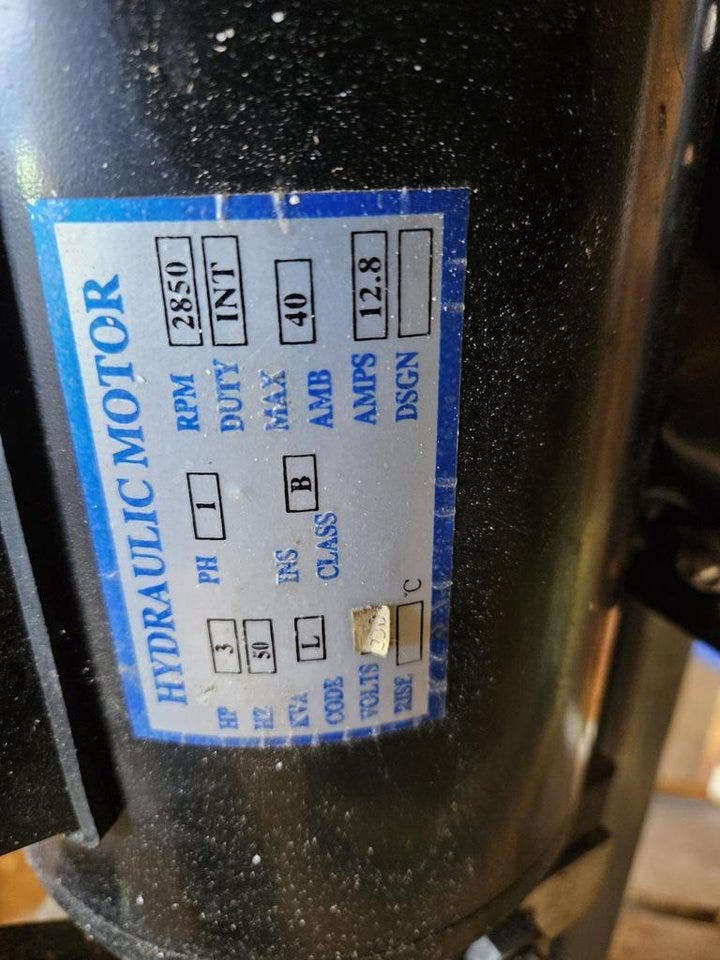 HYDRAULIC MOTOR
HP 3 PH 1 RPM 2850
HZ 50 DUTY INT
KVA L INS B MAX 40
CODE CLASS AMB
VOLTS AMPS 12.8
RISE °C DSGN